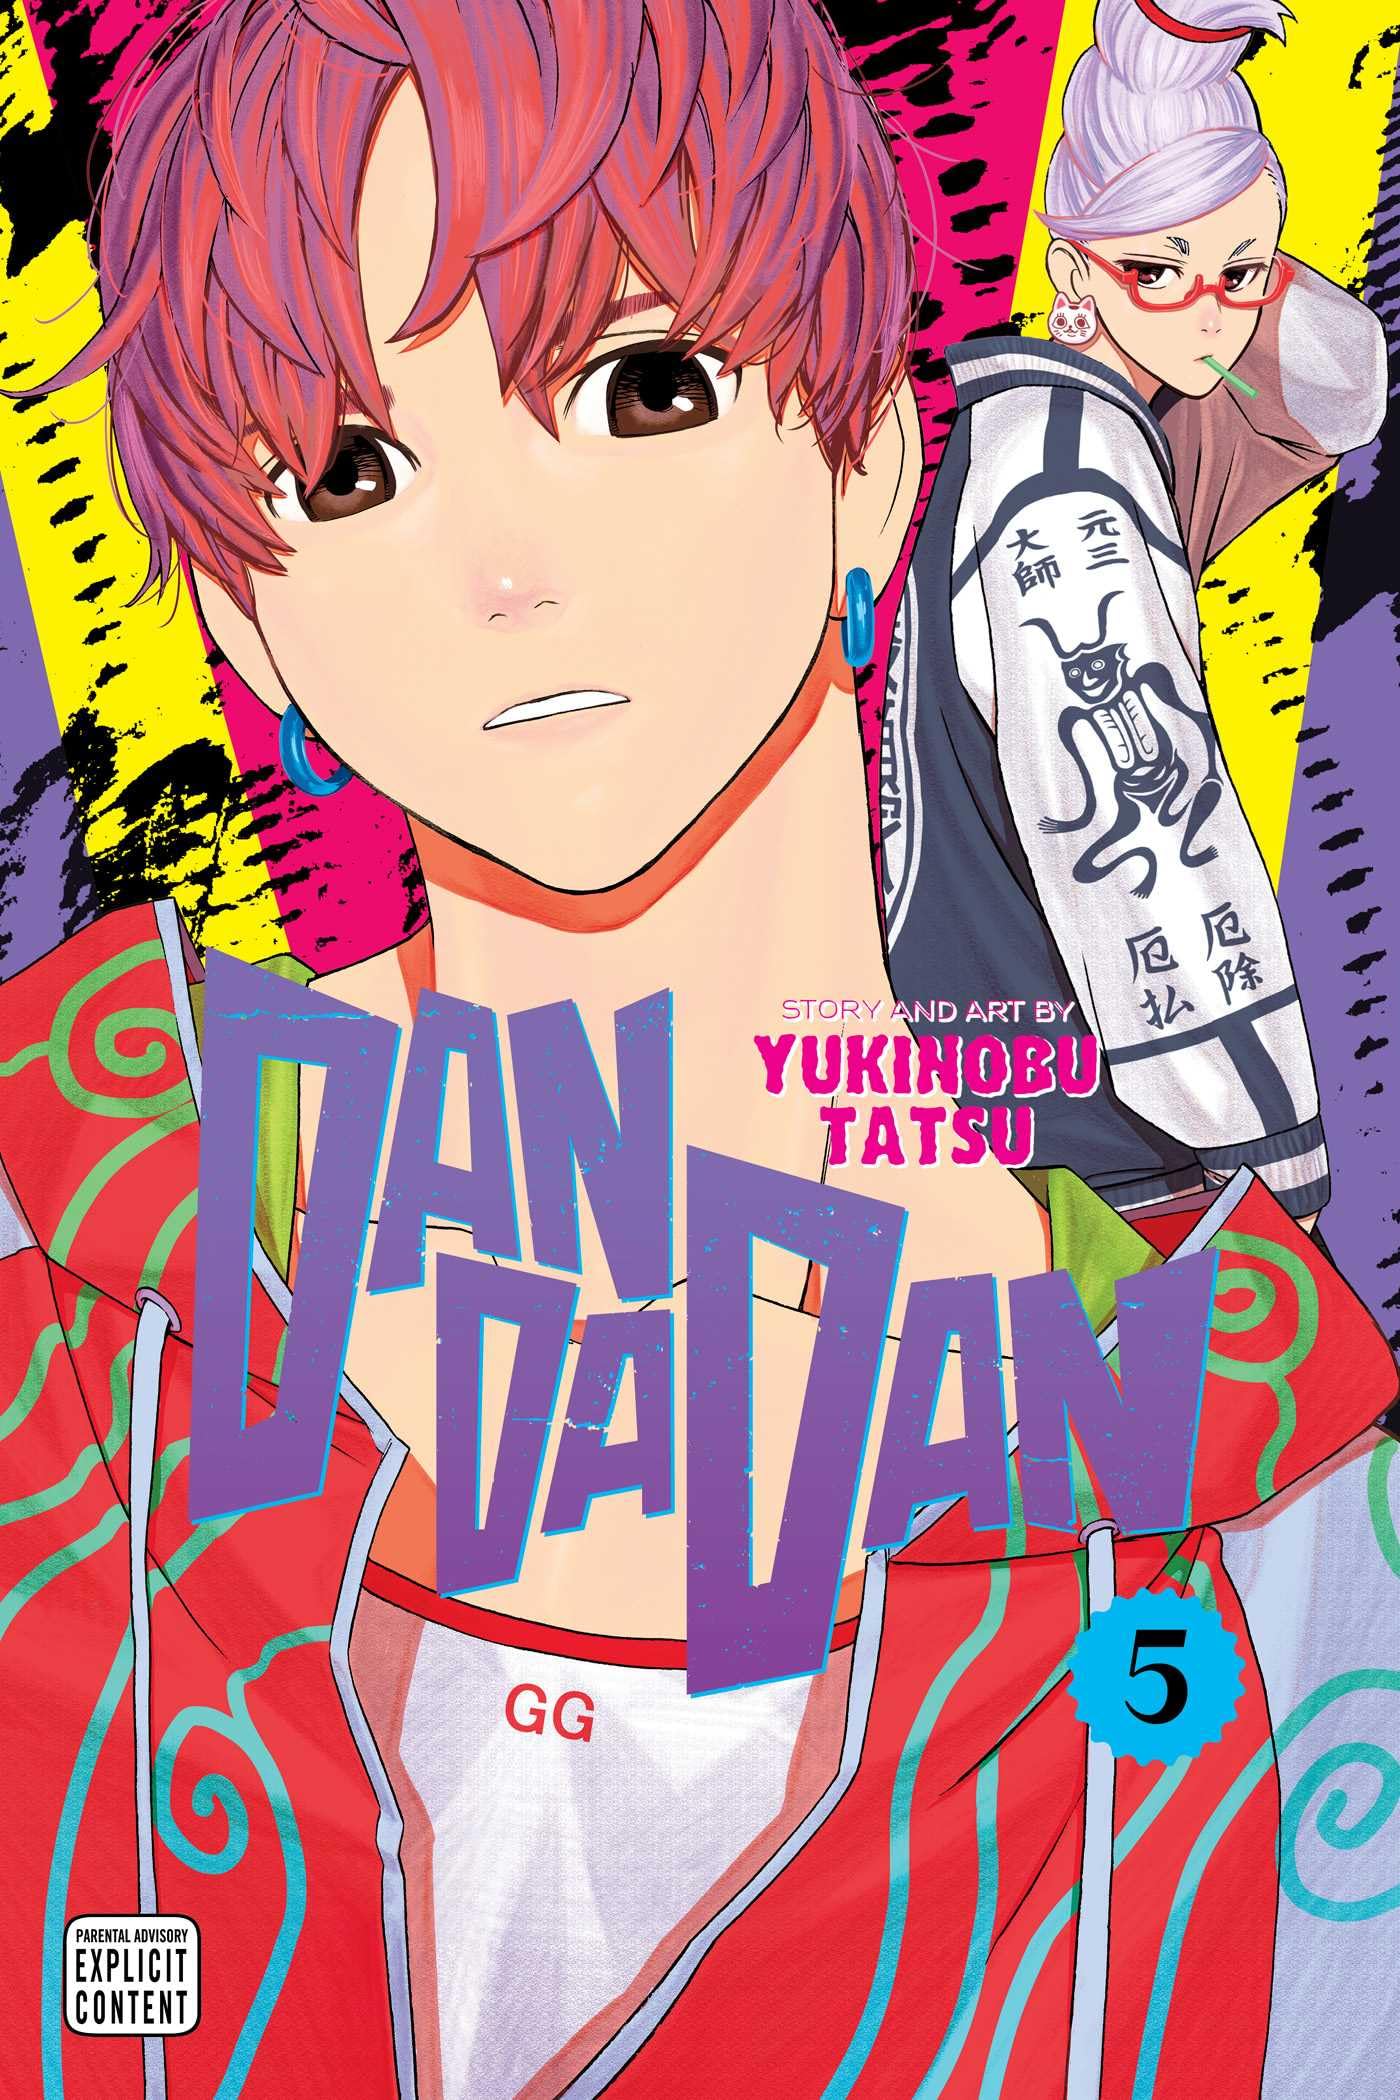 元三
大師
厄除
厄払
STORY AND ART BY
YUKINOBU
TATSU
DAN
DA
DAN
GG
5
PARENTAL ADVISORY
EXPLICIT
CONTENT